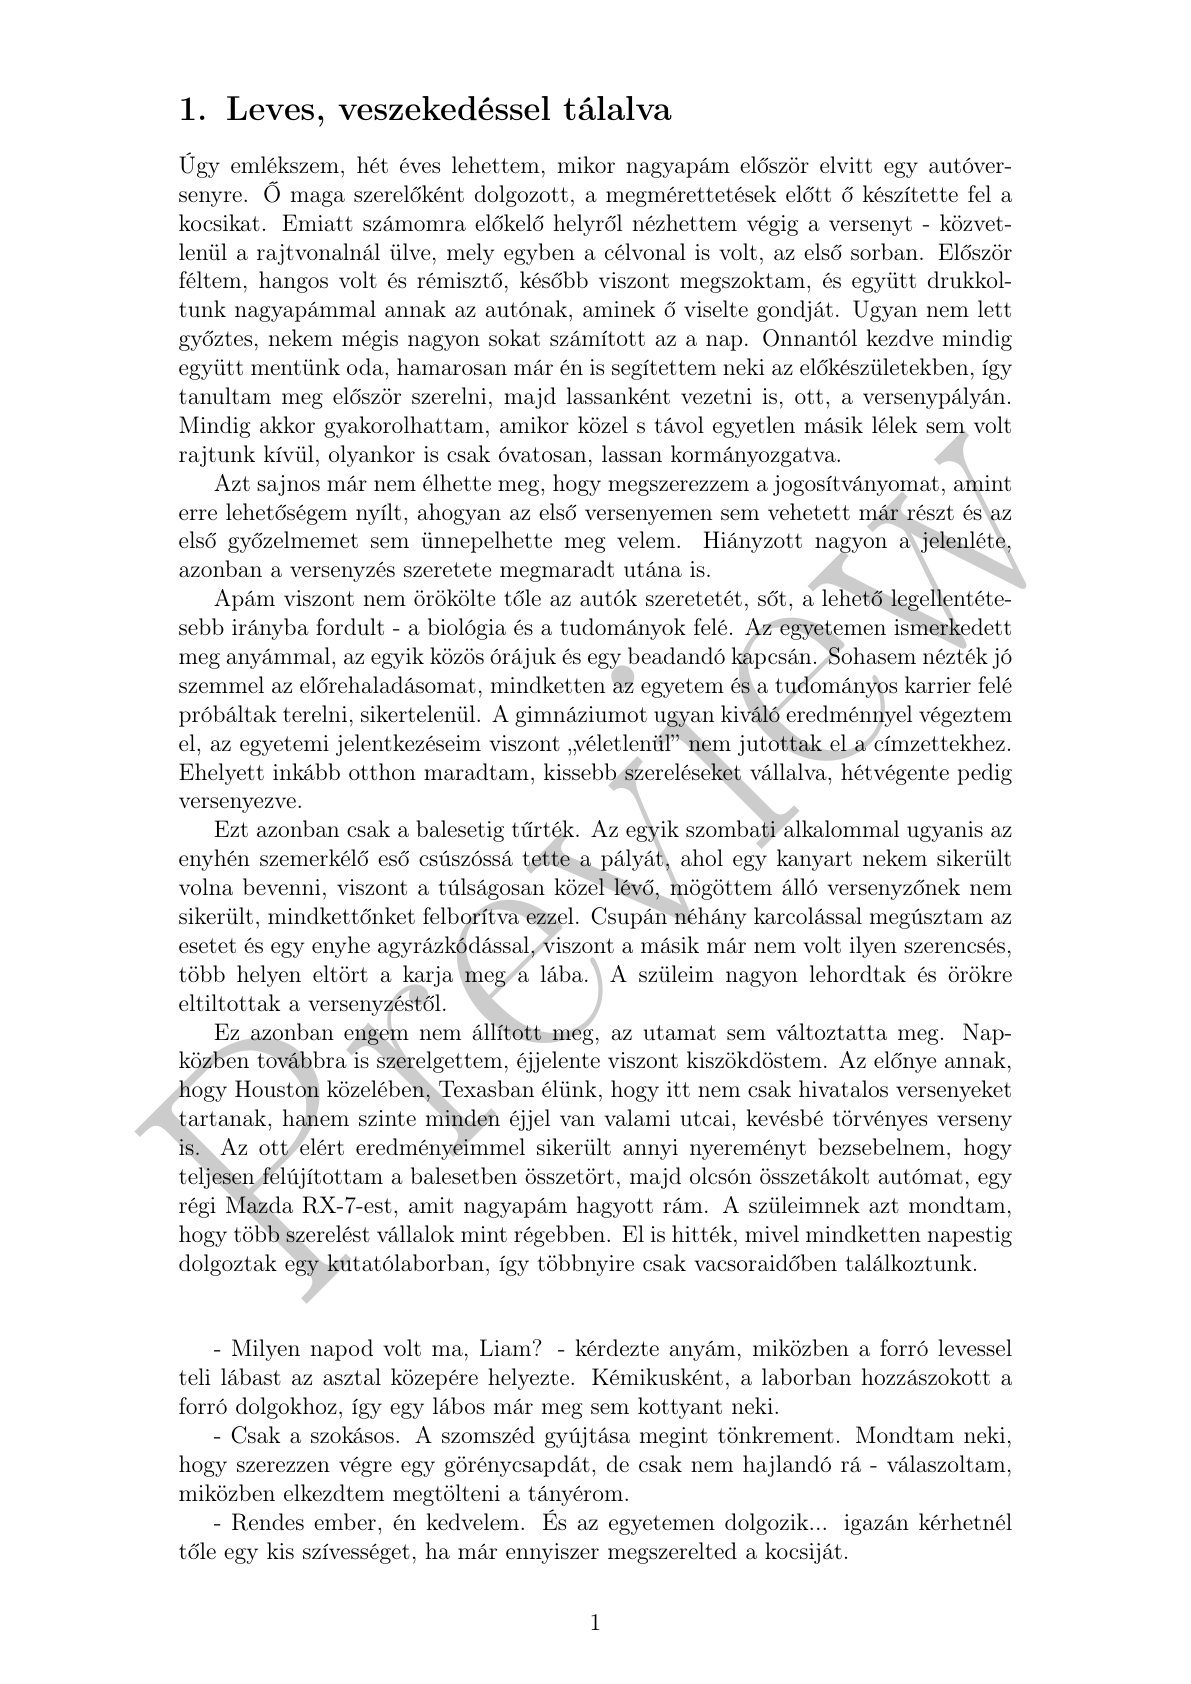 1. Leves, veszekedéssel tálalva
Úgy emlékszem, hét éves lehettem, mikor nagyapám először elvitt egy autóver-
senyre. Ő maga szerelőként dolgozott, a megmérettetések előtt ő készítette fel a
kocsikat. Emiatt számomra előkelő helyről nézhettem végig a versenyt - közvet-
lenül a rajtvonalnál ülve, mely egyben a célvonal is volt, az első sorban. Először
féltem, hangos volt és rémisztő, később viszont megszoktam, és együtt drukkol-
tunk nagyapámmal annak az autónak, aminek ő viselte gondját. Ugyan nem lett
győztes, nekem mégis nagyon sokat számított az a nap. Onnantól kezdve mindig
együtt mentünk oda, hamarosan már én is segítettem neki az előkészületekben, így
tanultam meg először szerelni, majd lassanként vezetni is, ott, a versenypályán.
Mindig akkor gyakorolhattam, amikor közel s távol egyetlen másik lélek sem volt
rajtunk kívül, olyankor is csak óvatosan, lassan kormányozgatva.
Azt sajnos már nem élhette meg, hogy megszerezzem a jogosítványomat, amint
erre lehetőségem nyílt, ahogyan az első versenyemen sem vehetett már részt és az
első győzelmemet sem ünnepelhette meg velem. Hiányzott nagyon a jelenléte,
azonban a versenyzés szeretete megmaradt utána is.
Apám viszont nem örökölte tőle az autók szeretetét, sőt, a lehető legellentéte-
sebb irányba fordult - a biológia és a tudományok felé. Az egyetemen ismerkedett
meg anyámmal, az egyik közös órájuk és egy beadandó kapcsán. Sohasem nézték jó
szemmel az előrehaladásomat, mindketten az egyetem és a tudományos karrier felé
próbáltak terelni, sikertelenül. A gimnáziumot ugyan kiváló eredménnyel végeztem
el, az egyetemi jelentkezéseim viszont „véletlenül” nem jutottak el a címzettekhez.
Ehelyett inkább otthon maradtam, kissebb szereléseket vállalva, hétvégente pedig
versenyezve.
Ezt azonban csak a balesetig tűrték. Az egyik szombati alkalommal ugyanis az
enyhén szemerkélő eső csúszóssá tette a pályát, ahol egy kanyart nekem sikerült
volna bevenni, viszont a túlságosan közel lévő, mögöttem álló versenyzőnek nem
sikerült, mindkettőnket felborítva ezzel. Csupán néhány karcolással megúsztam az
esetet és egy enyhe agyrázkódással, viszont a másik már nem volt ilyen szerencsés,
több helyen eltört a karja meg a lába. A szüleim nagyon lehordtak és örökre
eltiltottak a versenyzéstől.
Ez azonban engem nem állított meg, az utamat sem változtatta meg. Nap-
közben továbbra is szerelgettem, éjjelente viszont kiszökdöstem. Az előnye annak,
hogy Houston közelében, Texasban élünk, hogy itt nem csak hivatalos versenyeket
tartanak, hanem szinte minden éjjel van valami utcai, kevésbé törvényes verseny
is. Az ott elért eredményeimmel sikerült annyi nyereményt bezsebelnem, hogy
teljesen felújítottam a balesetben összetört, majd olcsón összetákolt autómat, egy
régi Mazda RX-7-est, amit nagyapám hagyott rám. A szüleimnek azt mondtam,
hogy több szerelést vállalok mint régebben. El is hitték, mivel mindketten napestig
dolgoztak egy kutatólaborban, így többnyire csak vacsoraidőben találkoztunk.
- Milyen napod volt ma, Liam? - kérdezte anyám, miközben a forró levessel
teli lábast az asztal közepére helyezte. Kémikusként, a laborban hozzászokott a
forró dolgokhoz, így egy lábos már meg sem kottyant neki.
- Csak a szokásos. A szomszéd gyújtása megint tönkrement. Mondtam neki,
hogy szerezzen végre egy görénycsapdát, de csak nem hajlandó rá - válaszoltam,
miközben elkezdtem megtölteni a tányérom.
- Rendes ember, én kedvelem. És az egyetemen dolgozik... igazán kérhetnél
tőle egy kis szívességet, ha már ennyiszer megszerelted a kocsiját.
1
Preview